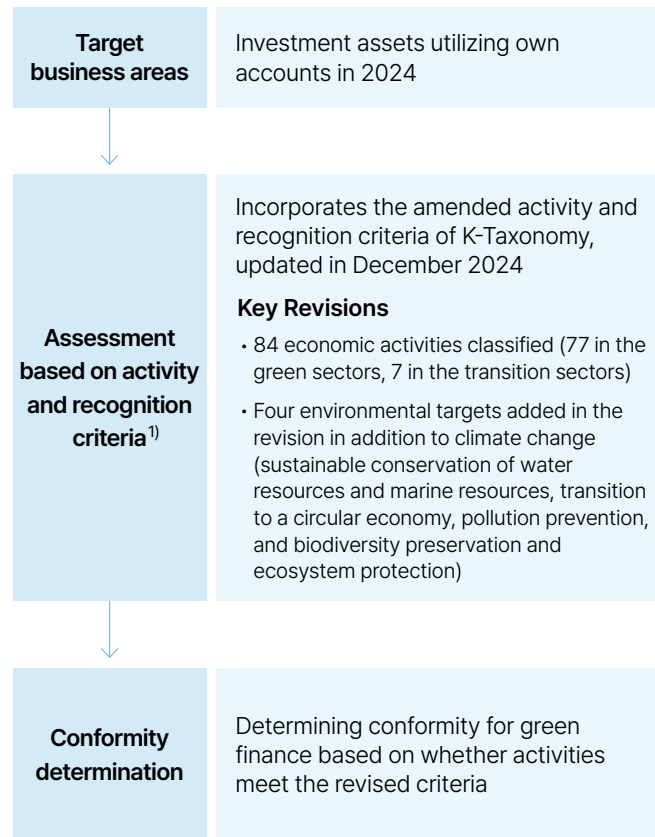 Target
business areas
Investment assets utilizing own
accounts in 2024
Assessment
based on activity
and recognition
criteria1)
Incorporates the amended activity and
recognition criteria of K-Taxonomy,
updated in December 2024
Key Revisions
• 84 economic activities classified (77 in the
green sectors, 7 in the transition sectors)
• Four environmental targets added in the
revision in addition to climate change
(sustainable conservation of water
resources and marine resources, transition
to a circular economy, pollution prevention,
and biodiversity preservation and
ecosystem protection)
Conformity
determination
Determining conformity for green
finance based on whether activities
meet the revised criteria